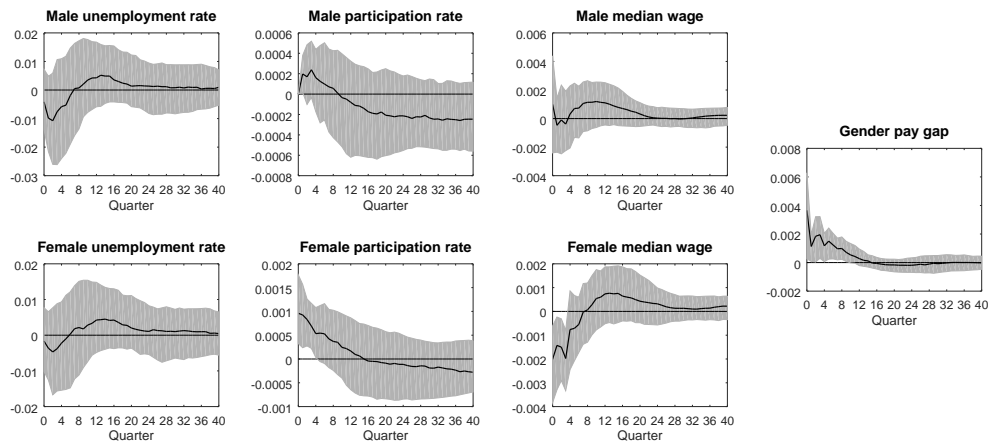 Male unemployment rate
0.02
0.01
0
-0.01
-0.02
-0.03
0 4 8 12 16 20 24 28 32 36 40
Quarter
Male participation rate
0.0006
0.0004
0.0002
0
-0.0002
-0.0004
-0.0006
-0.0008
0 4 8 12 16 20 24 28 32 36 40
Quarter
Male median wage
0.006
0.004
0.002
0
-0.002
-0.004
0 4 8 12 16 20 24 28 32 36 40
Quarter
Gender pay gap
0.008
0.006
0.004
0.002
0
-0.002
0 4 8 12 16 20 24 28 32 36 40
Quarter
Female unemployment rate
0.02
0.01
0
-0.01
-0.02
0 4 8 12 16 20 24 28 32 36 40
Quarter
Female participation rate
0.002
0.0015
0.001
0.0005
0
-0.0005
-0.001
0 4 8 12 16 20 24 28 32 36 40
Quarter
Female median wage
0.002
0.001
0
-0.001
-0.002
-0.003
-0.004
0 4 8 12 16 20 24 28 32 36 40
Quarter